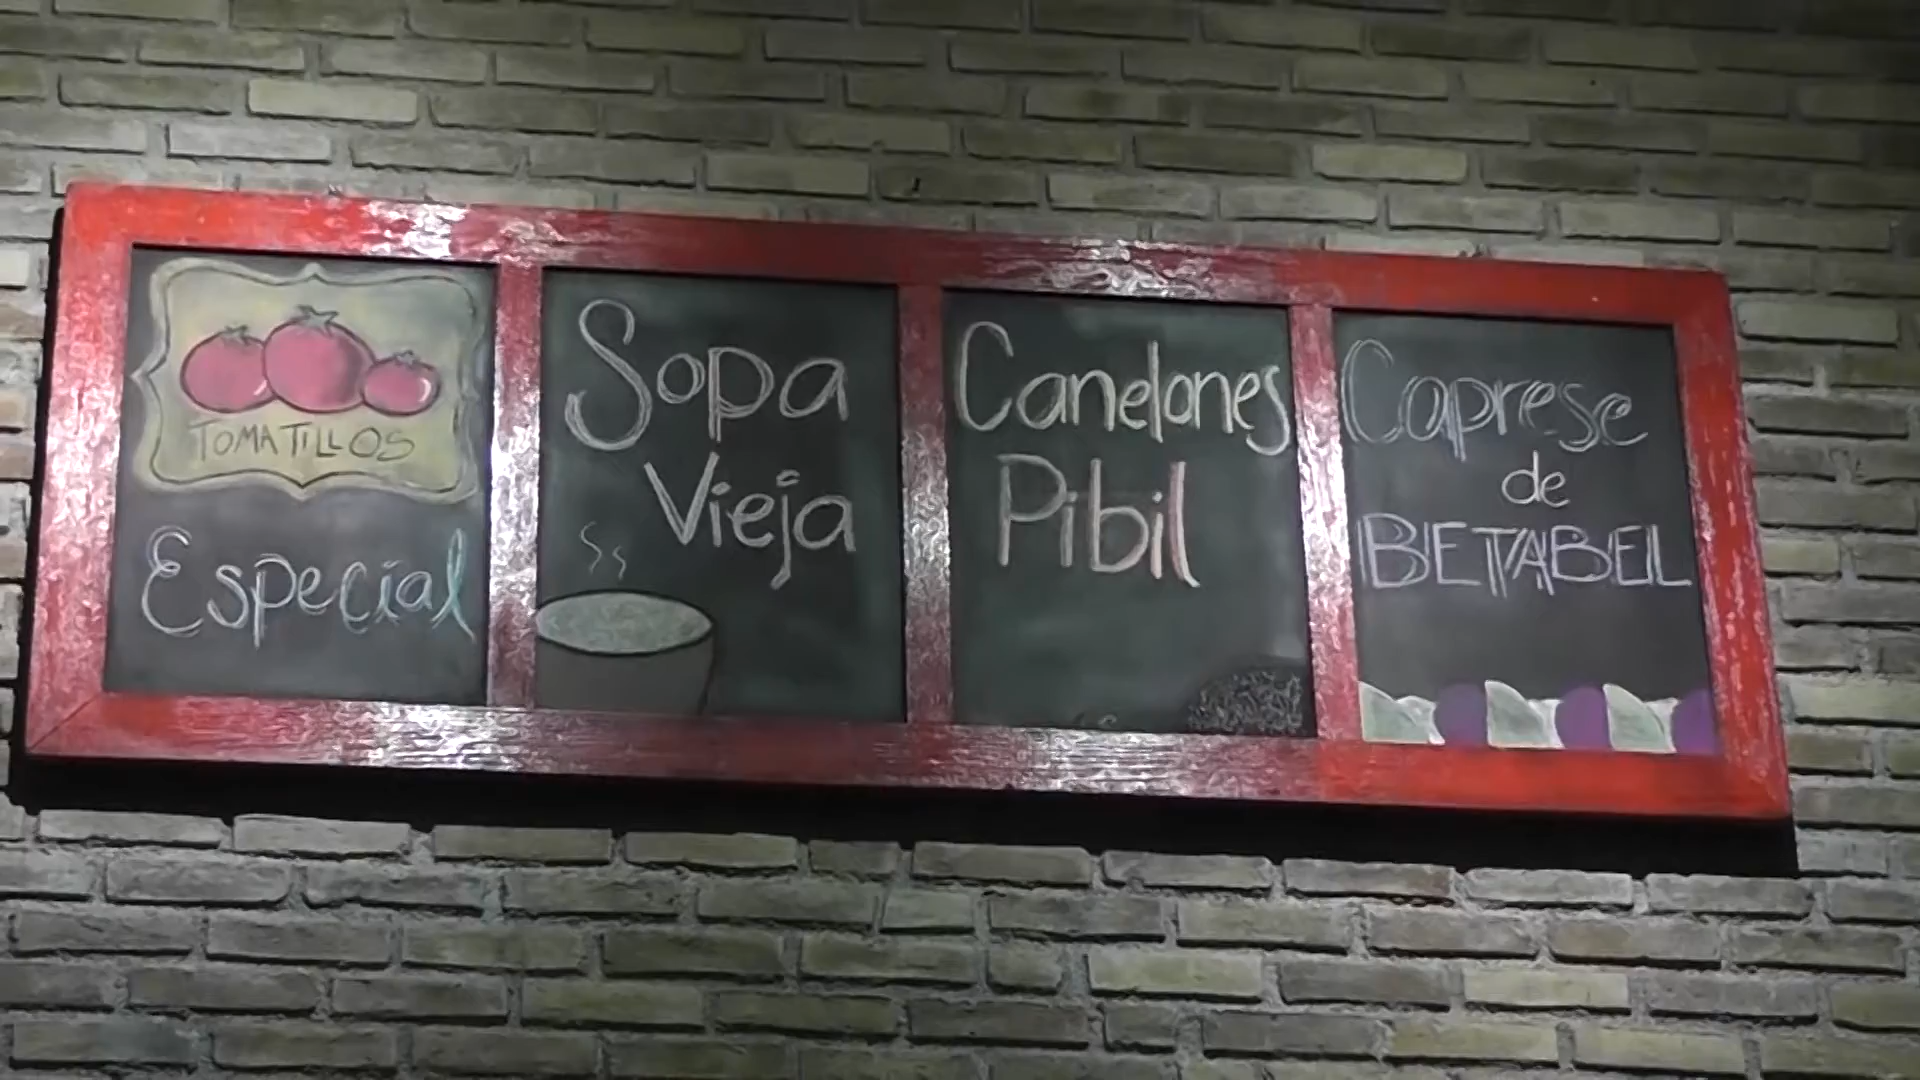 TOMATILLOS
Especial
Sopa
Vieja
Canelones
Pibil
Caprese
de
BETABEL